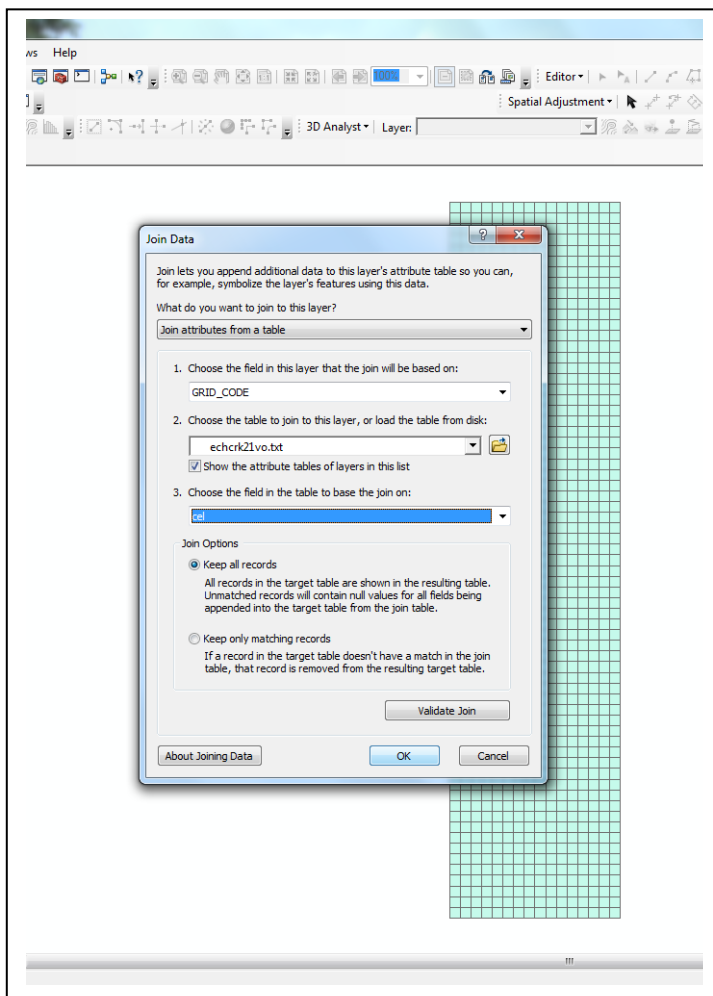 ws Help
100% Editor
Spatial Adjustment
3D Analyst Layer:
Join Data
Join lets you append additional data to this layer's attribute table so you can,
for example, symbolize the layer's features using this data.
What do you want to join to this layer?
Join attributes from a table
1. Choose the field in this layer that the join will be based on:
GRID_CODE
2. Choose the table to join to this layer, or load the table from disk:
echcrk21vo.txt
Show the attribute tables of layers in this list
3. Choose the field in the table to base the join on:
cel
Join Options
Keep all records
All records in the target table are shown in the resulting table.
Unmatched records will contain null values for all fields being
appended into the target table from the join table.
Keep only matching records
If a record in the target table doesn't have a match in the join
table, that record is removed from the resulting target table.
Validate Join
About Joining Data OK Cancel